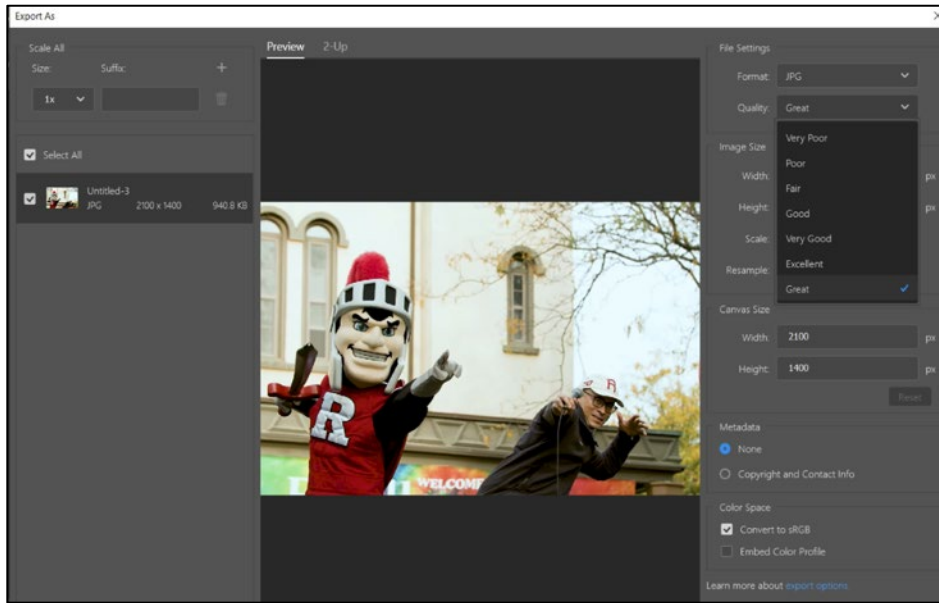 Export As
Scale All
Size: Suffix:
1x
Select All
Untitled-3
JPG 2100 x 1400 940.8 KB
Preview 2-Up
R
R
WELCOME
File Settings
Format: JPG
Quality: Great
Very Poor
Poor
Fair
Good
Very Good
Excellent
Great
Image Size
Width: px
Height: px
Scale:
Resample:
Canvas Size
Width: 2100 px
Height: 1400 px
Reset
Metadata
None
Copyright and Contact Info
Color Space
Convert to sRGB
Embed Color Profile
Learn more about export options